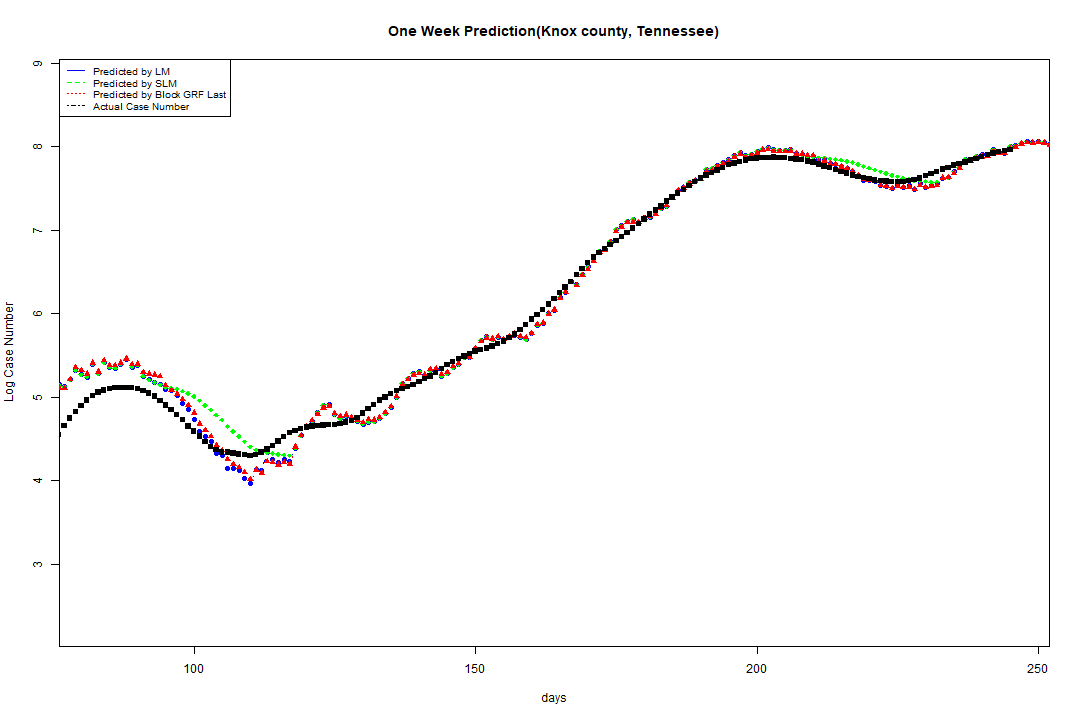 One Week Prediction(Knox county, Tennessee)
Predicted by LM
Predicted by SLM
Predicted by Block GRF Last
Actual Case Number
Log Case Number
9
8
7
6
5
4
3
100 150 200 250
days